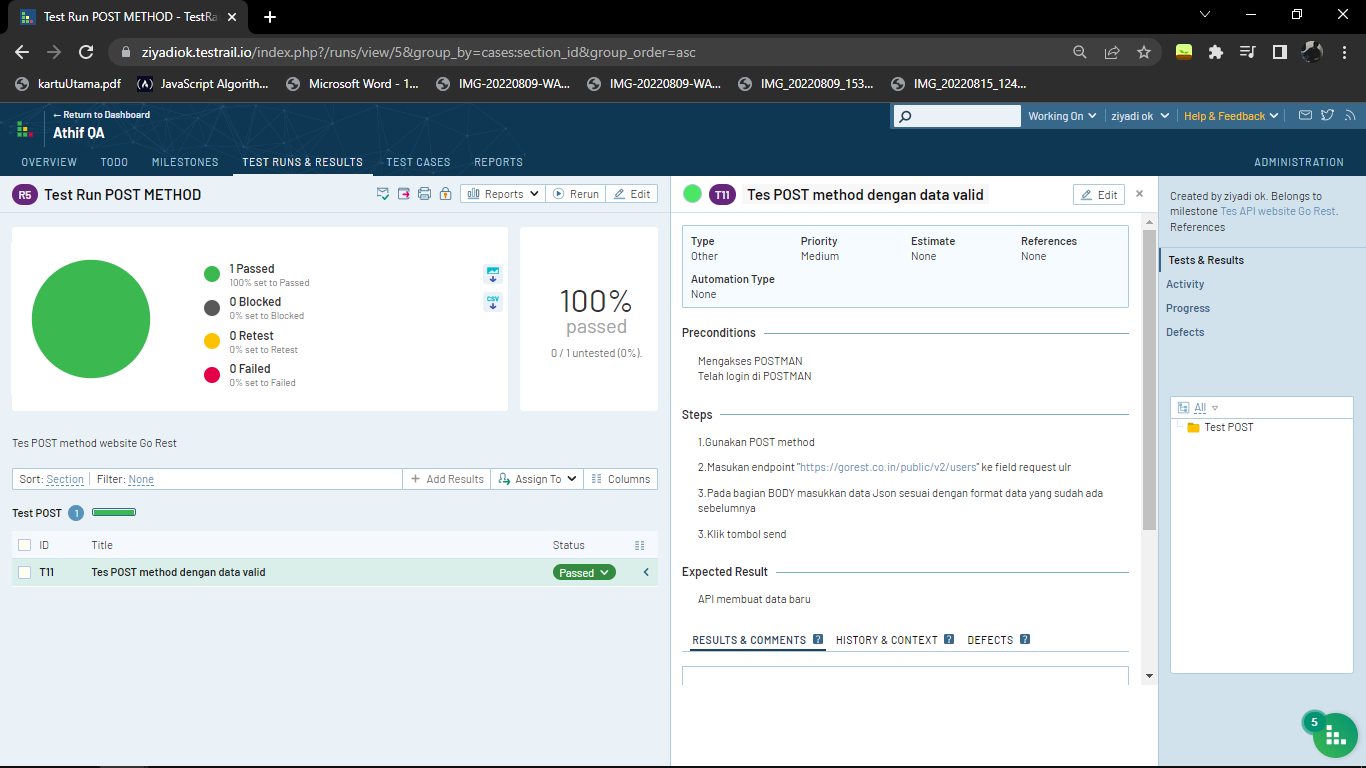 Test Run POST METHOD - TestRa
ziyadiok.testrail.io/index.php?/runs/view/5&group_by=cases:section_id&group_order=asc
kartuUtama.pdf
JavaScript Algorith...
Microsoft Word - 1...
IMG-20220809-WA...
IMG-20220809-WA...
IMG_20220809_153...
IMG_20220815_124...
← Return to Dashboard
Athif QA
Working On
ziyadi ok
Help & Feedback
OVERVIEW
TODO
MILESTONES
TEST RUNS & RESULTS
TEST CASES
REPORTS
ADMINISTRATION
R5
Test Run POST METHOD
Reports
Rerun
Edit
1 Passed
100% set to Passed
0 Blocked
0% set to Blocked
0 Retest
0% set to Retest
0 Failed
0% set to Failed
CSV
100%
passed
0 / 1 untested (0%).
Tes POST method website Go Rest
Sort: Section
Filter: None
Add Results
Assign To
Columns
Test POST
1
ID
Title
Status
T11
Tes POST method dengan data valid
Passed
T11
Tes POST method dengan data valid
Edit
Type
Other
Priority
Medium
Estimate
None
References
None
Automation Type
None
Preconditions
Mengakses POSTMAN
Telah login di POSTMAN
Steps
1.Gunakan POST method
2.Masukan endpoint "https://gorest.co.in/public/v2/users" ke field request ulr
3.Pada bagian BODY masukkan data Json sesuai dengan format data yang sudah ada
sebelumnya
3.Klik tombol send
Expected Result
API membuat data baru
RESULTS & COMMENTS ?
HISTORY & CONTEXT ?
DEFECTS ?
Created by ziyadi ok. Belongs to
milestone Tes API website Go Rest.
References
Tests & Results
Activity
Progress
Defects
All
Test POST
5